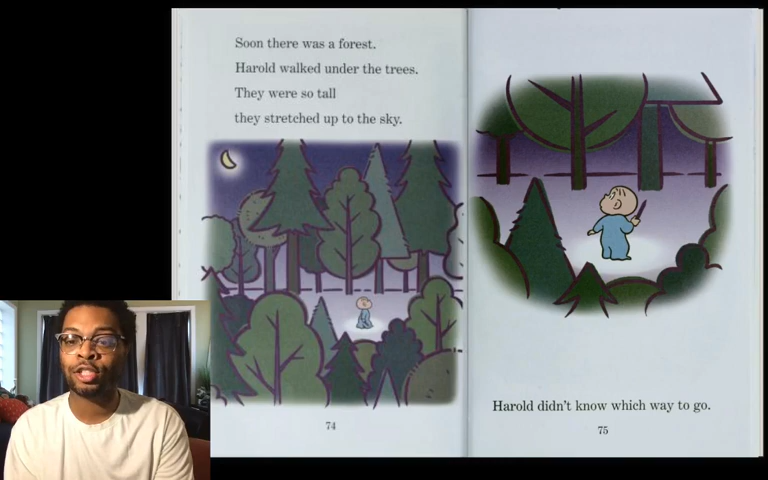 Soon there was a forest.
Harold walked under the trees.
They were so tall
they stretched up to the sky.
74
Harold didn't know which way to go.
75